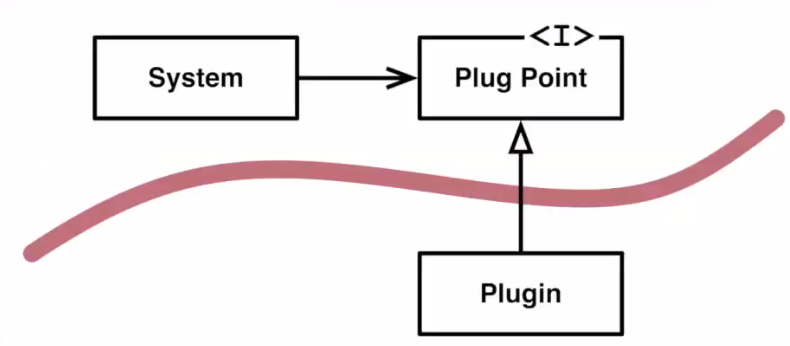 <I>
System
Plug Point
Plugin